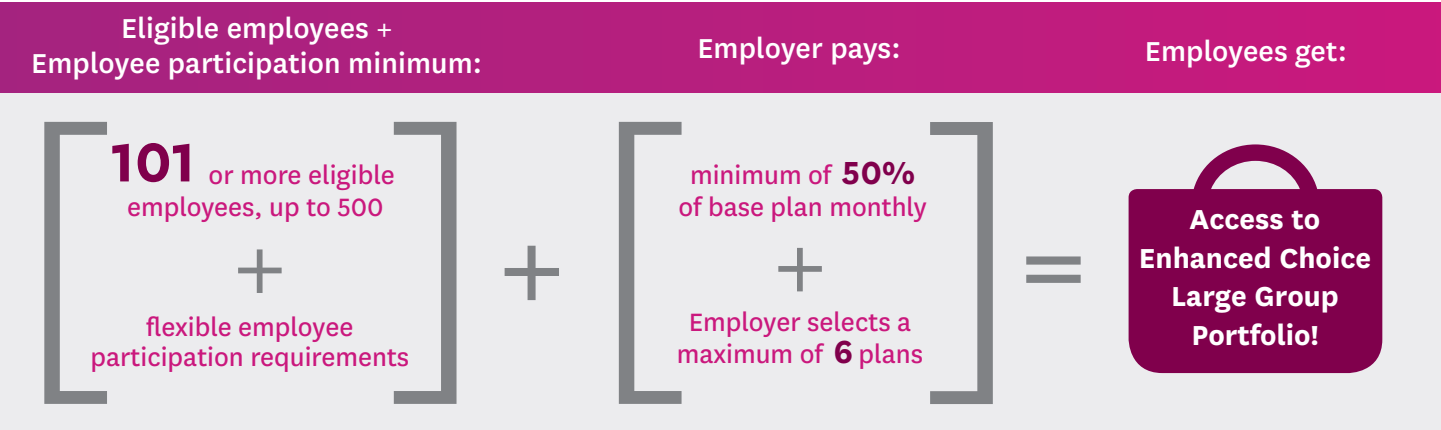 Eligible employees +
Employee participation minimum:
Employer pays:
Employees get:
101 or more eligible
employees, up to 500
+
flexible employee
participation requirements
+
minimum of 50%
of base plan monthly
+
Employer selects a
maximum of 6 plans
=
Access to
Enhanced Choice
Large Group
Portfolio!